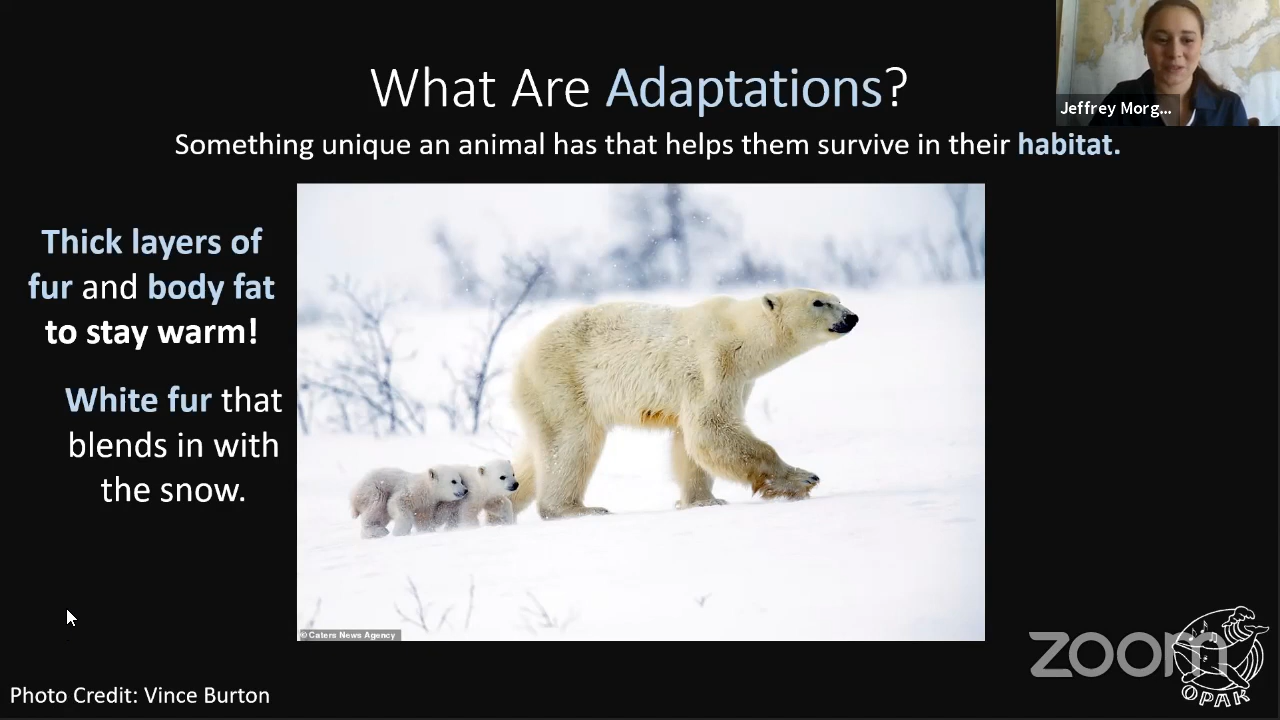 What Are Adaptations?
Jeffrey Morg...
Something unique an animal has that helps them survive in their habitat.
Thick layers of
fur and body fat
to stay warm!
White fur that
blends in with
the snow.
© Caters News Agency
zoom
OPAK
Photo Credit: Vince Burton